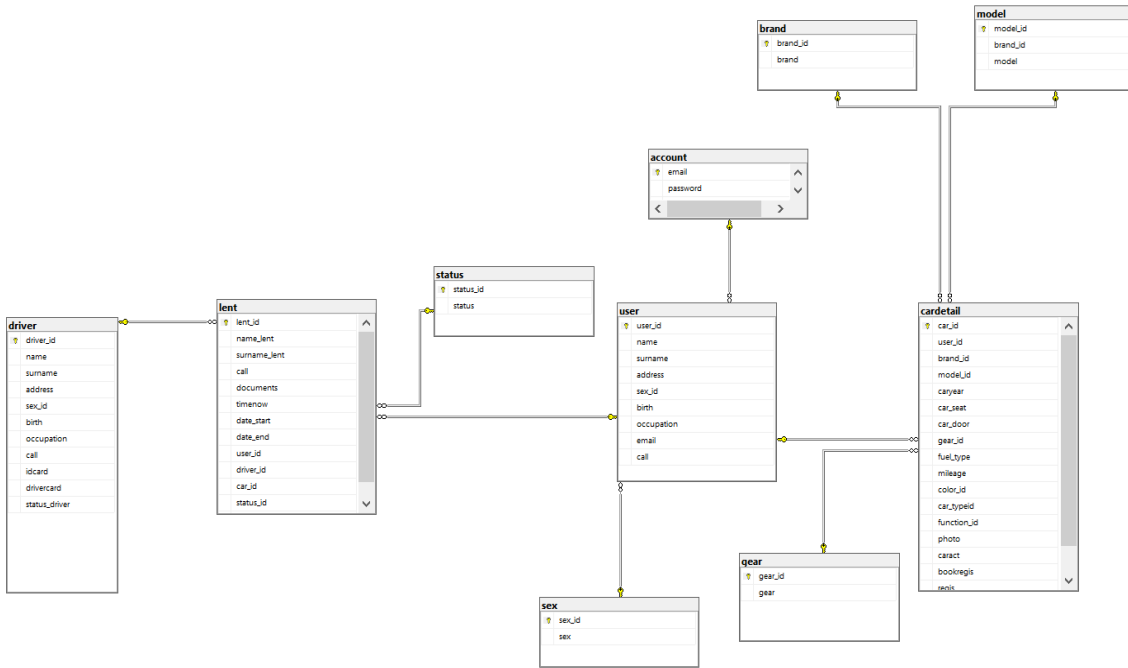 brand
brand_id
brand
model
model_id
brand_id
model
account
email
password
status
status_id
status
driver
driver_id
name
surname
address
sex_id
birth
occupation
call
idcard
drivercard
status_driver
lent
lent_id
name_lent
surname_lent
call
documents
timenow
date_start
date_end
user_id
driver_id
car_id
status_id
user
user_id
name
surname
address
sex_id
birth
occupation
email
call
cardetail
car_id
user_id
brand_id
model_id
caryear
car_seat
car_door
gear_id
fuel_type
mileage
color_id
car_typeid
function_id
photo
caract
bookregis
regis
gear
gear_id
gear
sex
sex_id
sex